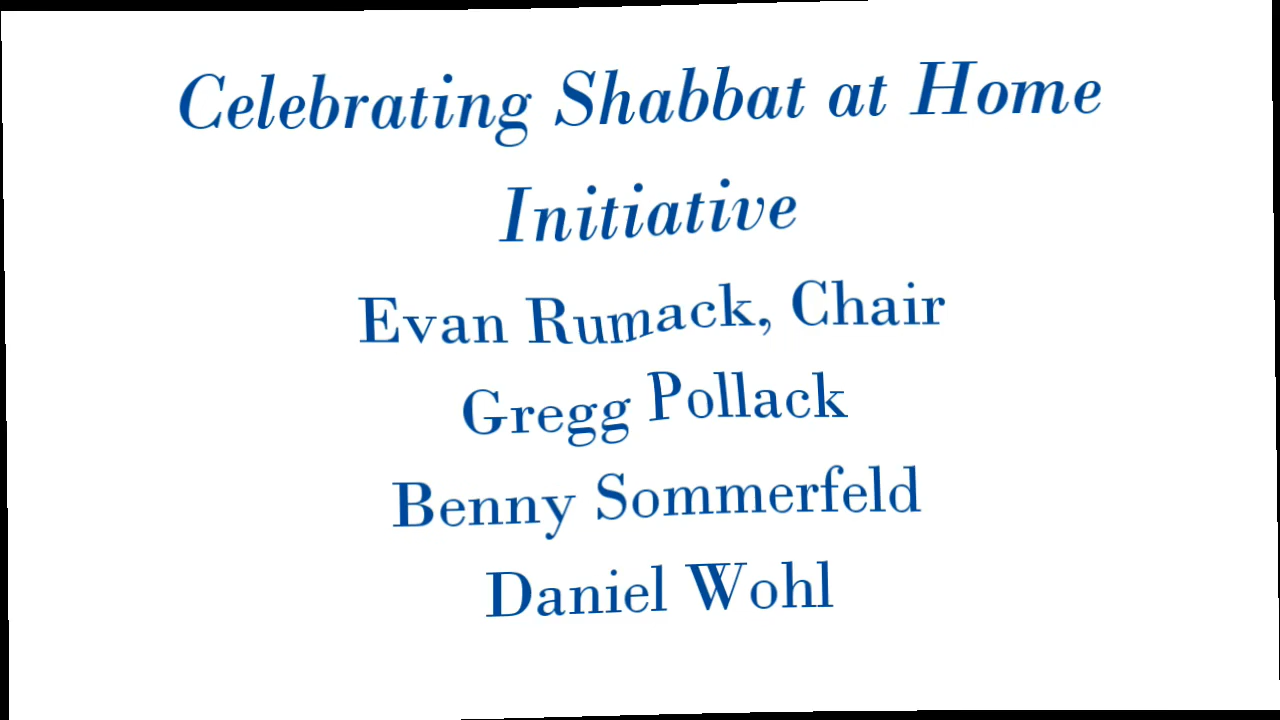 Celebrating Shabbat at Home
Initiative
Evan Rumack, Chair
Gregg Pollack
Benny Sommerfeld
Daniel Wohl